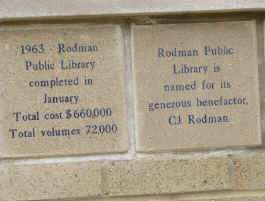 1963 - Rodman
Public Library
completed in
January
Total cost $660,000
Total volumes 72,000
Rodman Public
Library is
named for its
generous benefactor,
CJ Rodman